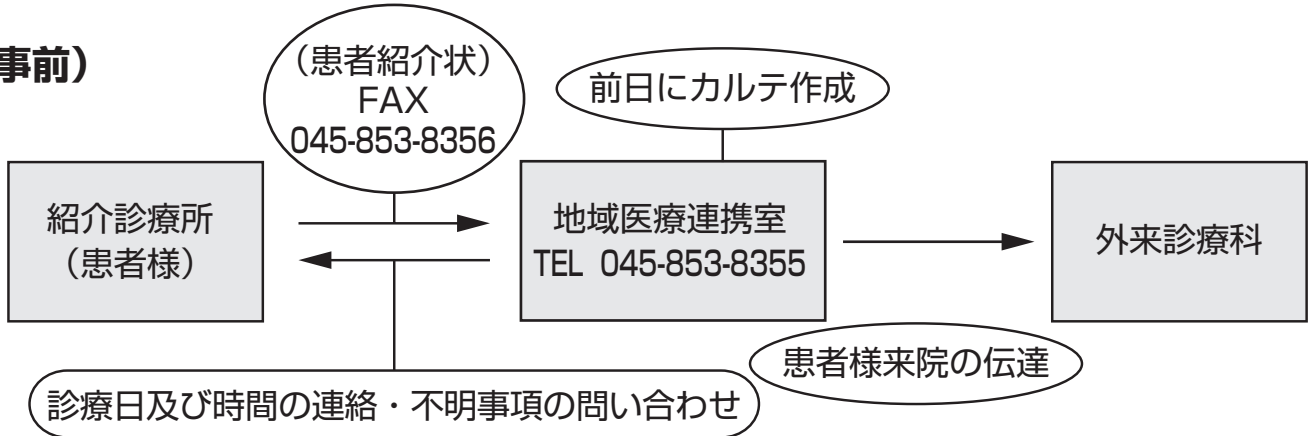 事前）
（患者紹介状）
FAX
045-853-8356
前日にカルテ作成
紹介診療所
（患者様）
地域医療連携室
TEL 045-853-8355
外来診療科
患者様来院の伝達
診療日及び時間の連絡・不明事項の問い合わせ